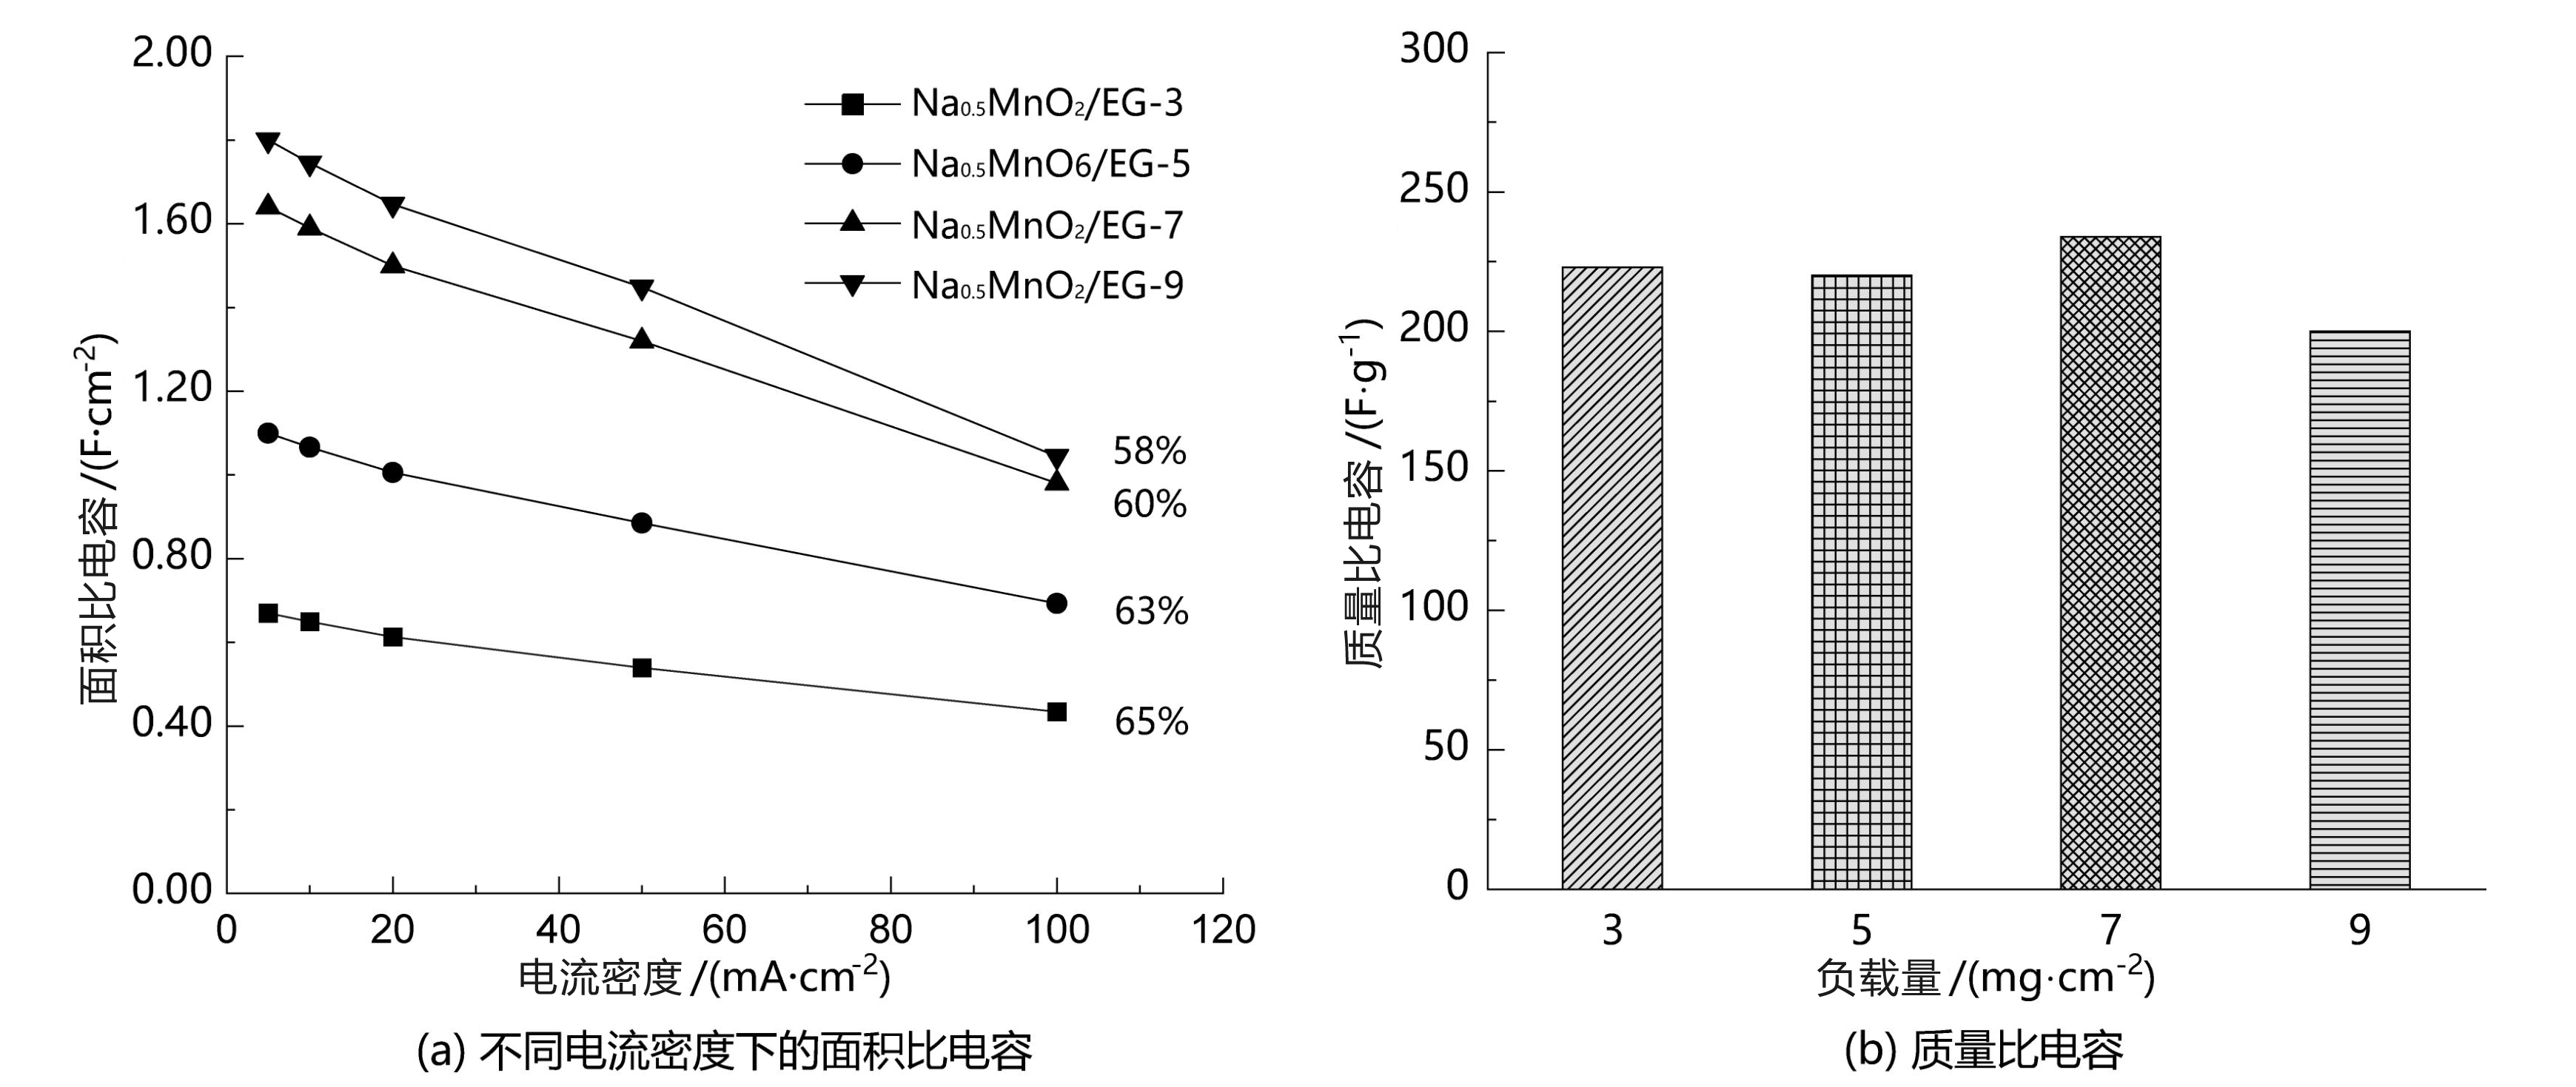 2.00
1.60
1.20
0.80
0.40
0.00
面积比电容/(F·cm⁻²)
Na₀.₅MnO₂/EG-3
Na₀.₅MnO6/EG-5
Na₀.₅MnO₂/EG-7
Na₀.₅MnO₂/EG-9
58%
60%
63%
65%
0 20 40 60 80 100 120
电流密度/(mA·cm⁻²)
(a) 不同电流密度下的面积比电容
300
250
200
150
100
50
0
质量比电容/(F·g⁻¹)
3 5 7 9
负载量/(mg·cm⁻²)
(b) 质量比电容